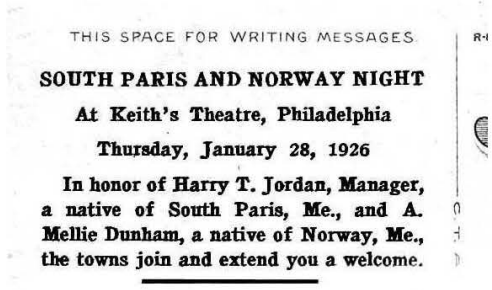 THIS SPACE FOR WRITING MESSAGES
SOUTH PARIS AND NORWAY NIGHT
At Keith's Theatre, Philadelphia
Thursday, January 28, 1926
In honor of Harry T. Jordan, Manager,
a native of South Paris, Me., and A.
Mellie Dunham, a native of Norway, Me.,
the towns join and extend you a welcome.